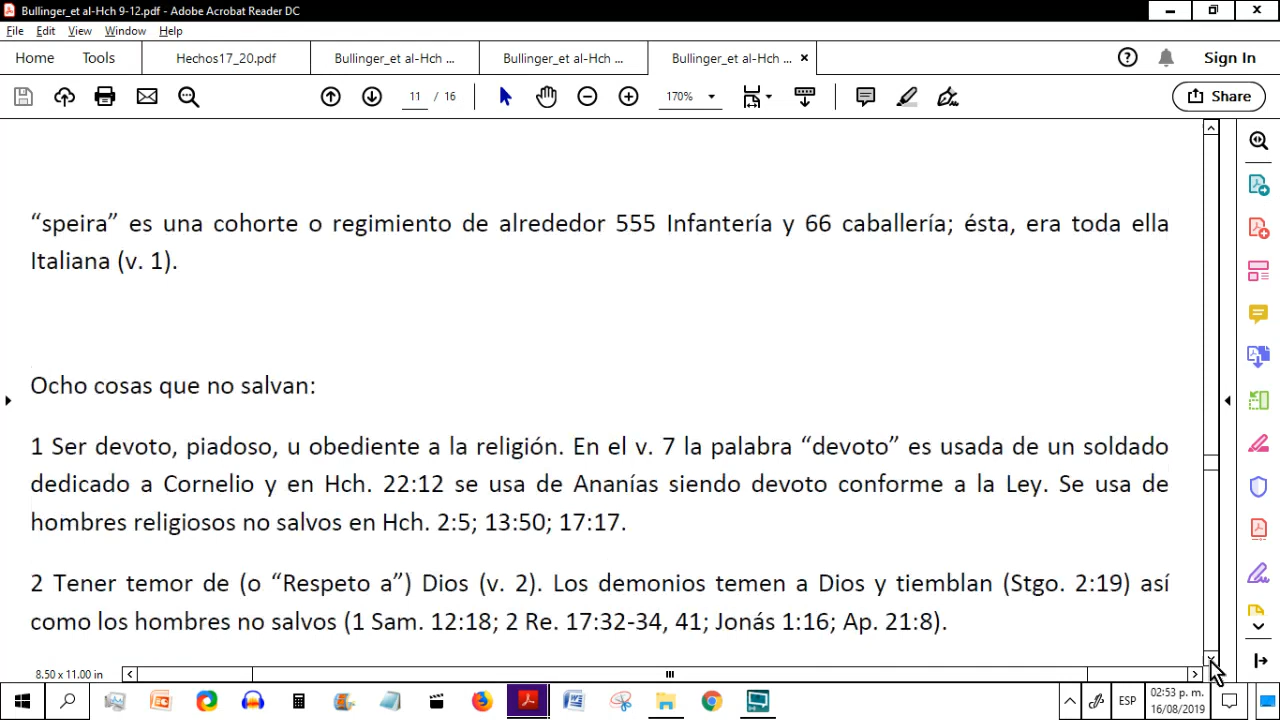 Bullinger_et al-Hch 9-12.pdf - Adobe Acrobat Reader DC
File Edit View Window Help
Home Tools Hechos17_20.pdf Bullinger_et al-Hch ... Bullinger_et al-Hch ... Bullinger_et al-Hch ... × Sign In
11 / 16 170% Share
“speira” es una cohorte o regimiento de alrededor 555 Infantería y 66 caballería; ésta, era toda ella
Italiana (v. 1).
Ocho cosas que no salvan:
1 Ser devoto, piadoso, u obediente a la religión. En el v. 7 la palabra “devoto” es usada de un soldado
dedicado a Cornelio y en Hch. 22:12 se usa de Ananías siendo devoto conforme a la Ley. Se usa de
hombres religiosos no salvos en Hch. 2:5; 13:50; 17:17.
2 Tener temor de (o “Respeto a”) Dios (v. 2). Los demonios temen a Dios y tiemblan (Stgo. 2:19) así
como los hombres no salvos (1 Sam. 12:18; 2 Re. 17:32-34, 41; Jonás 1:16; Ap. 21:8).
8.50 x 11.00 in
ESP 02:53 p. m.
16/08/2019